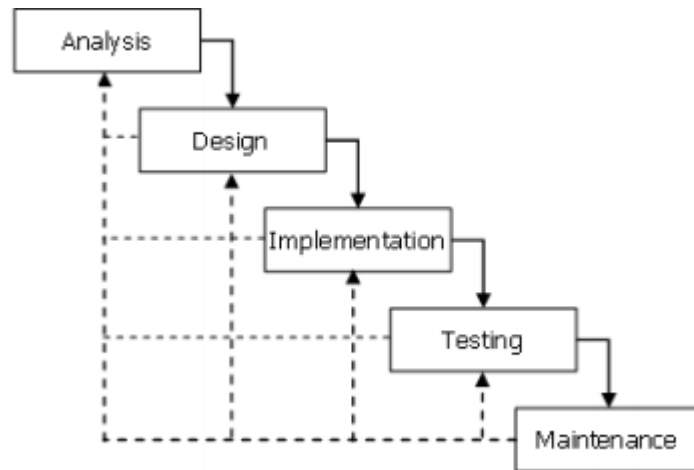 Analysis
Design
Implementation
Testing
Maintenance